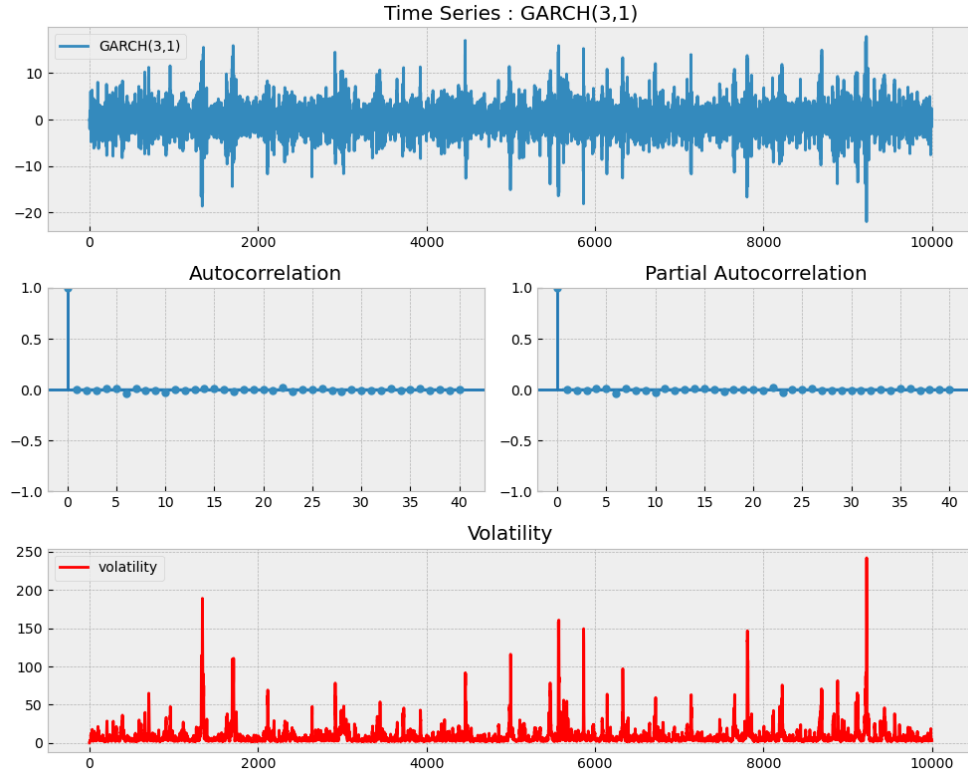 Time Series : GARCH(3,1)
GARCH(3,1)
10
0
−10
−20
0 2000 4000 6000 8000 10000
Autocorrelation Partial Autocorrelation
1.0 1.0
0.5 0.5
0.0 0.0
−0.5 −0.5
−1.0 −1.0
0 5 10 15 20 25 30 35 40 0 5 10 15 20 25 30 35 40
Volatility
250
volatility
200
150
100
50
0
0 2000 4000 6000 8000 10000